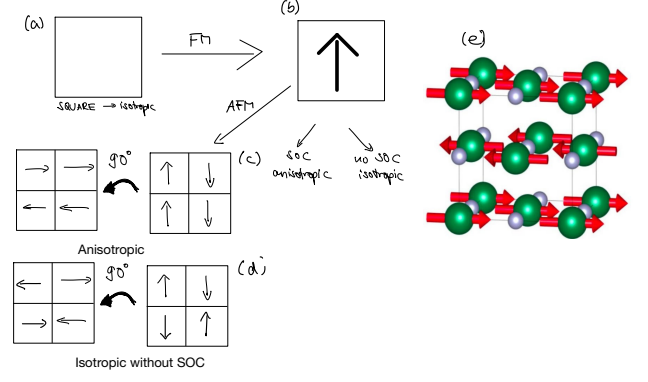 (a)
SQUARE → isotropic
FM
(b)
AFM
SOC
anisotropic
no SOC
isotropic
(c)
90°
Anisotropic
(d)
90°
Isotropic without SOC
(e)